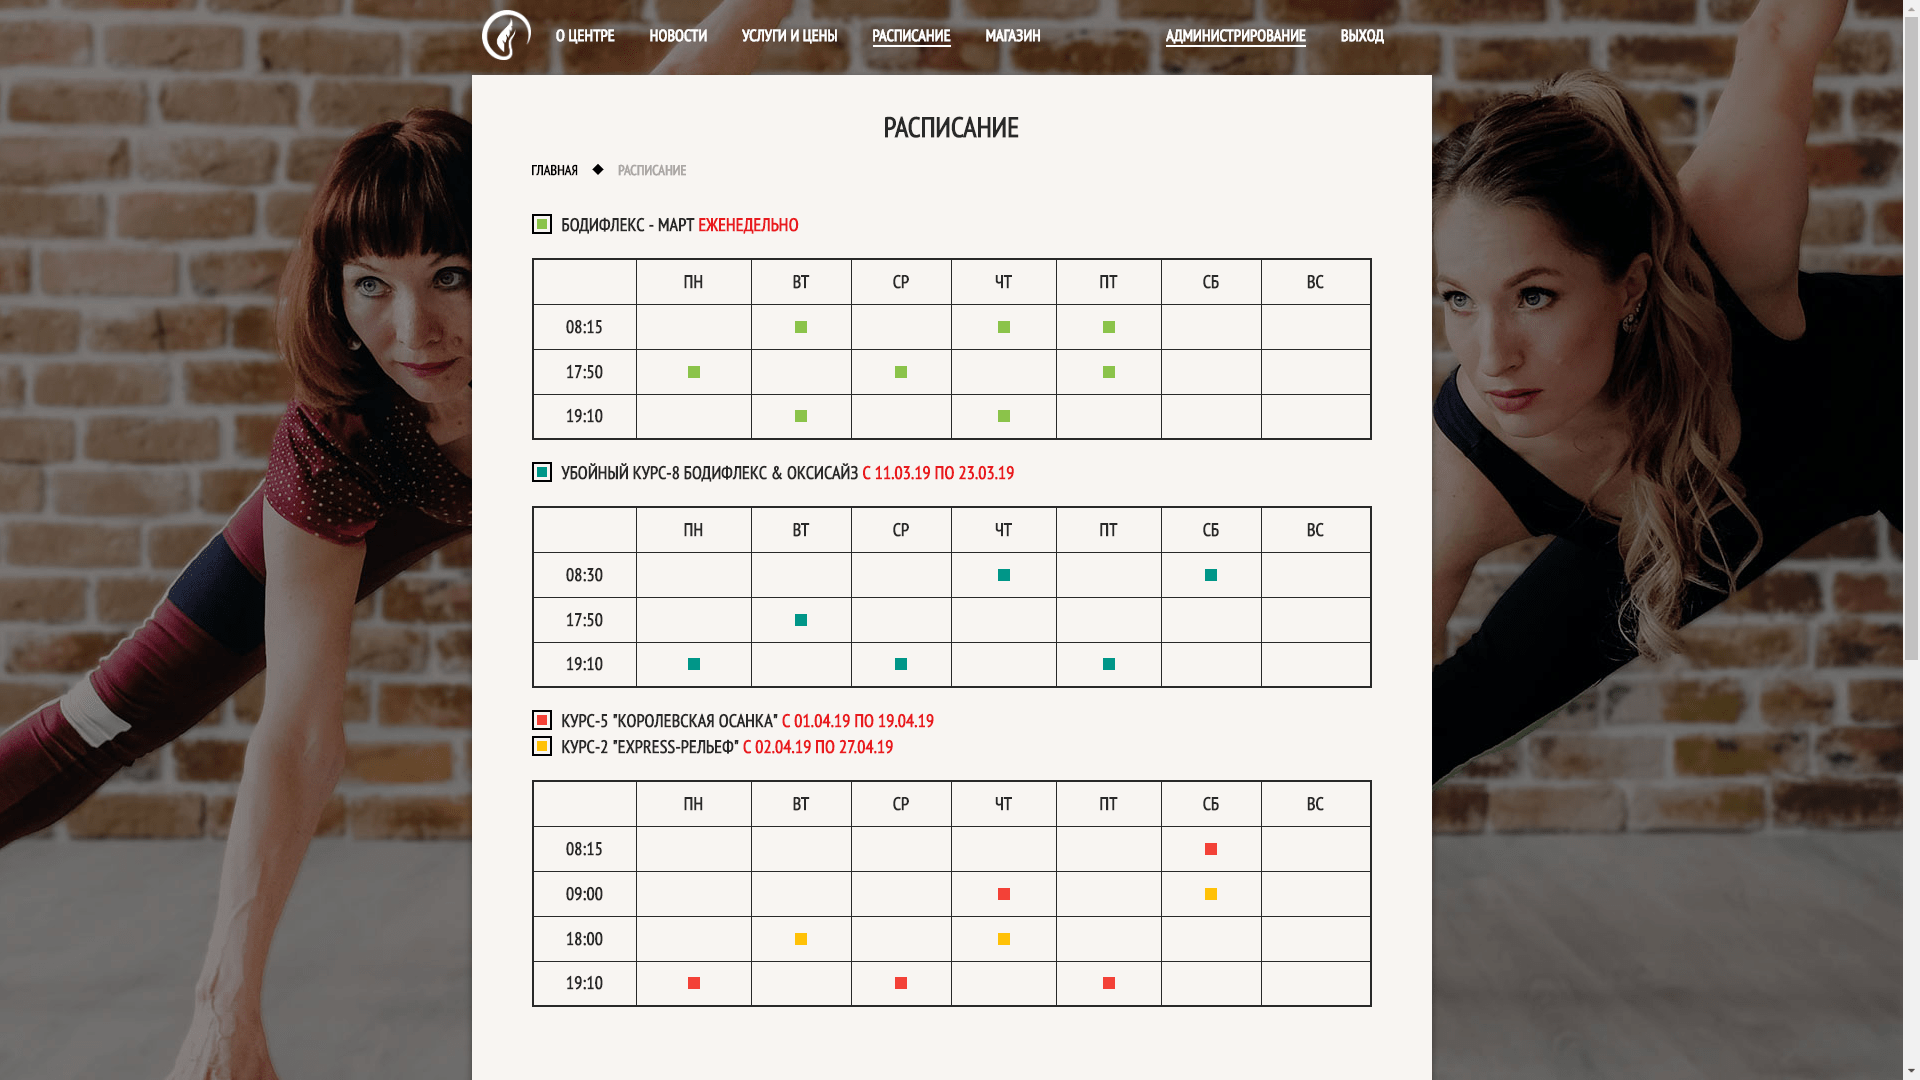 О ЦЕНТРЕ НОВОСТИ УСЛУГИ И ЦЕНЫ РАСПИСАНИЕ МАГАЗИН АДМИНИСТРИРОВАНИЕ ВЫХОД
РАСПИСАНИЕ
ГЛАВНАЯ РАСПИСАНИЕ
БОДИФЛЕКС - МАРТ ЕЖЕНЕДЕЛЬНО
ПН ВТ СР ЧТ ПТ СБ ВС
08:15
17:50
19:10
УБОЙНЫЙ КУРС-8 БОДИФЛЕКС & ОКСИСАЙЗ С 11.03.19 ПО 23.03.19
ПН ВТ СР ЧТ ПТ СБ ВС
08:30
17:50
19:10
КУРС-5 "КОРОЛЕВСКАЯ ОСАНКА" С 01.04.19 ПО 19.04.19
КУРС-2 "EXPRESS-РЕЛЬЕФ" С 02.04.19 ПО 27.04.19
ПН ВТ СР ЧТ ПТ СБ ВС
08:15
09:00
18:00
19:10